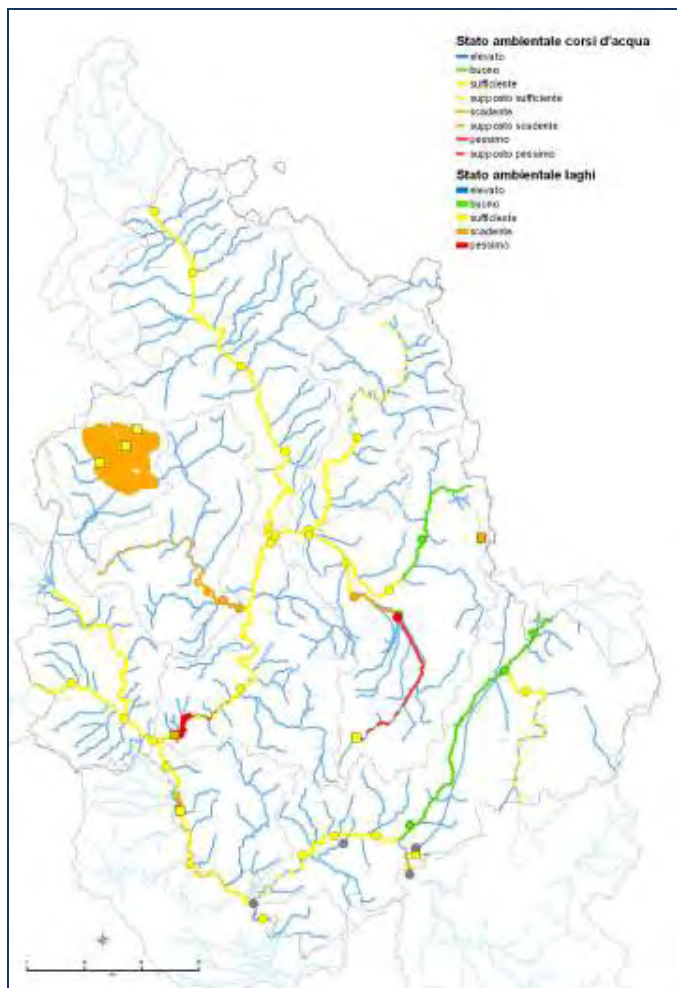 Stato ambientale corsi d'acqua
elevato
buono
sufficiente
supposto sufficiente
scadente
supposto scadente
pessimo
supposto pessimo
Stato ambientale laghi
elevato
buono
sufficiente
scadente
pessimo